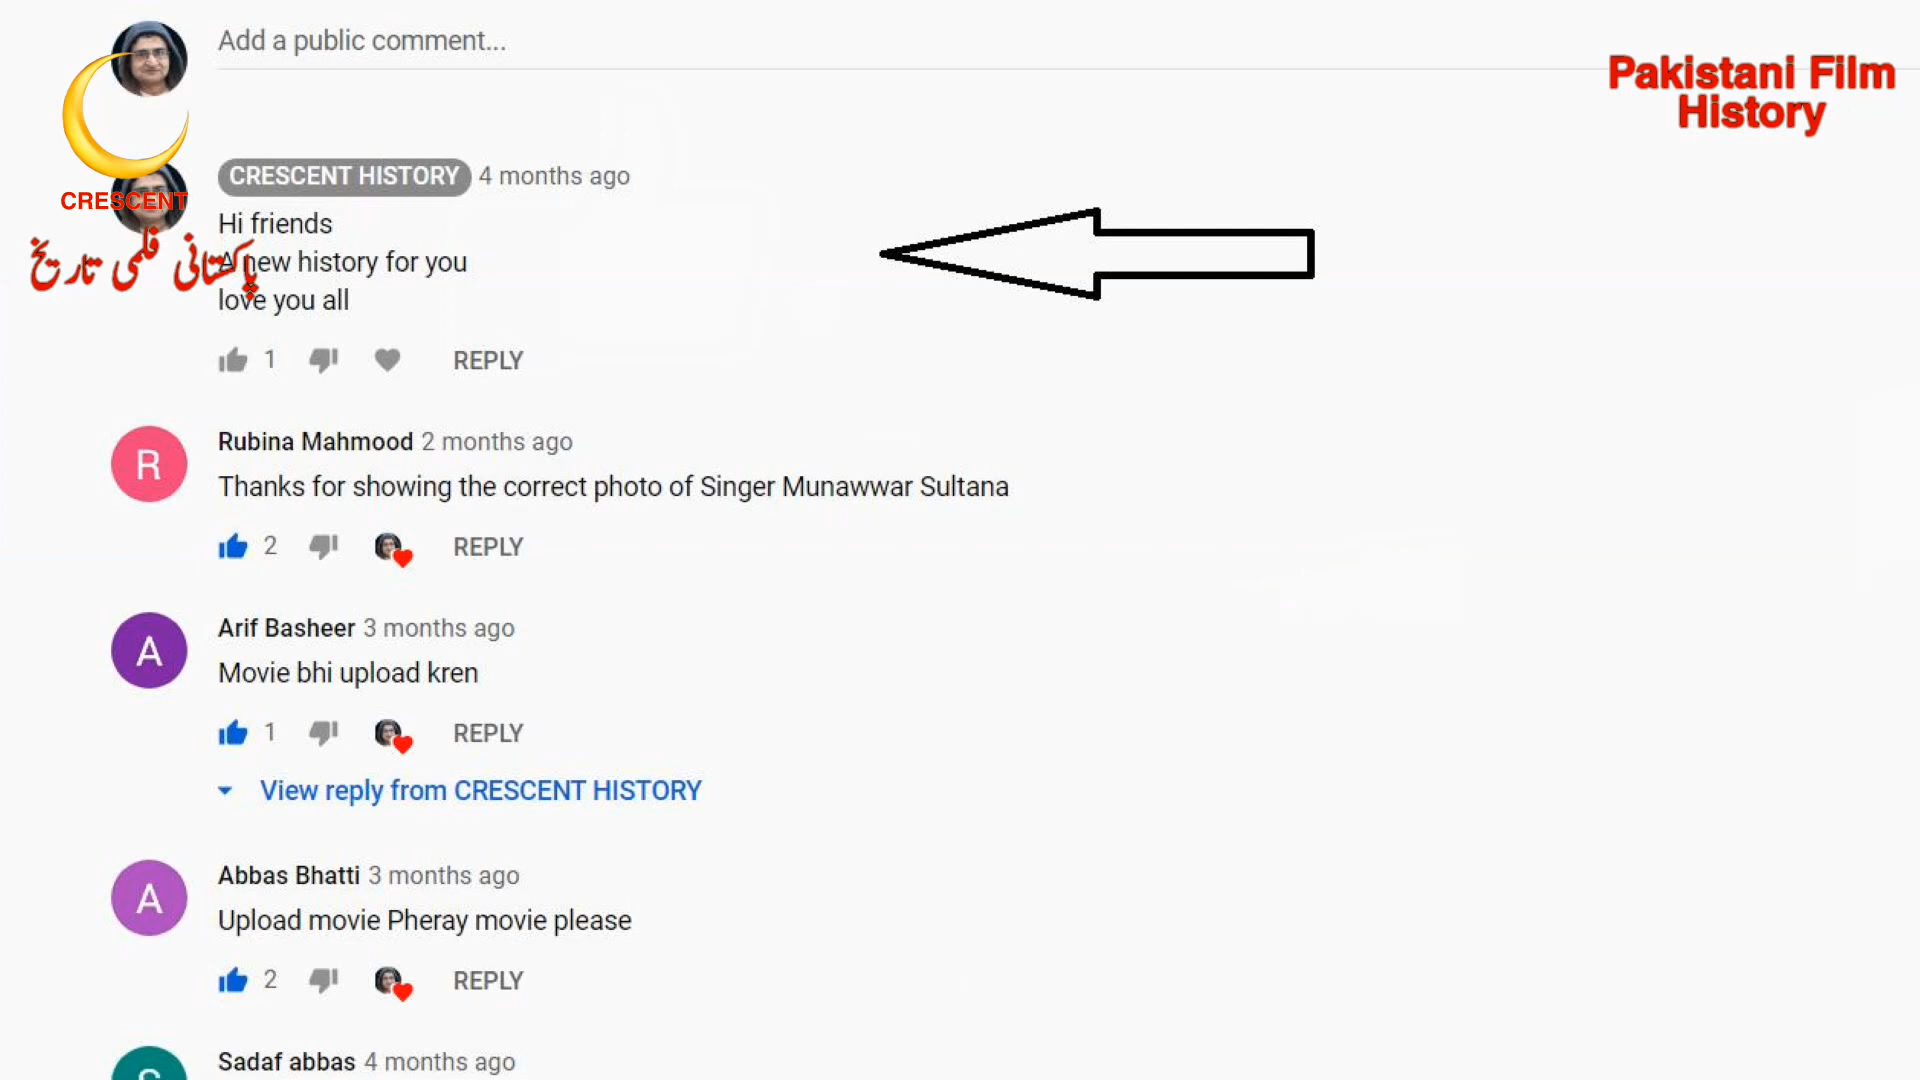 Add a public comment...
Pakistani Film
History
CRESCENT HISTORY 4 months ago
CRESCENT
Hi friends
A new history for you
love you all
پاکستانی فلمی تاریخ
1 REPLY
R
Rubina Mahmood 2 months ago
Thanks for showing the correct photo of Singer Munawwar Sultana
2 REPLY
A
Arif Basheer 3 months ago
Movie bhi upload kren
1 REPLY
View reply from CRESCENT HISTORY
A
Abbas Bhatti 3 months ago
Upload movie Pheray movie please
2 REPLY
Sadaf abbas 4 months ago
S